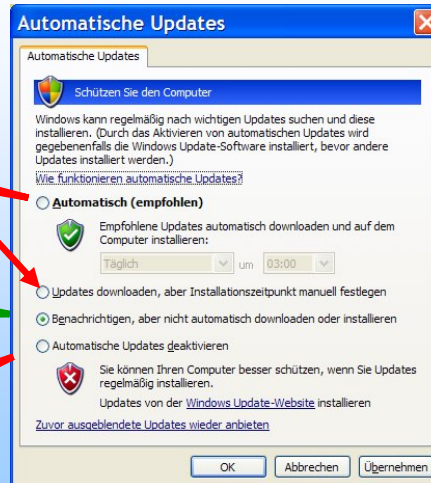 Automatische Updates
Automatische Updates
Schützen Sie den Computer
Windows kann regelmäßig nach wichtigen Updates suchen und diese
installieren. (Durch das Aktivieren von automatischen Updates wird
gegebenenfalls die Windows Update-Software installiert, bevor andere
Updates installiert werden.)
Wie funktionieren automatische Updates?
Automatisch (empfohlen)
Empfohlene Updates automatisch downloaden und auf dem
Computer installieren:
Täglich um 03:00
Updates downloaden, aber Installationszeitpunkt manuell festlegen
Benachrichtigen, aber nicht automatisch downloaden oder installieren
Automatische Updates deaktivieren
Sie können Ihren Computer besser schützen, wenn Sie Updates
regelmäßig installieren.
Updates von der Windows Update-Website installieren
Zuvor ausgeblendete Updates wieder anbieten
OK Abbrechen Übernehmen